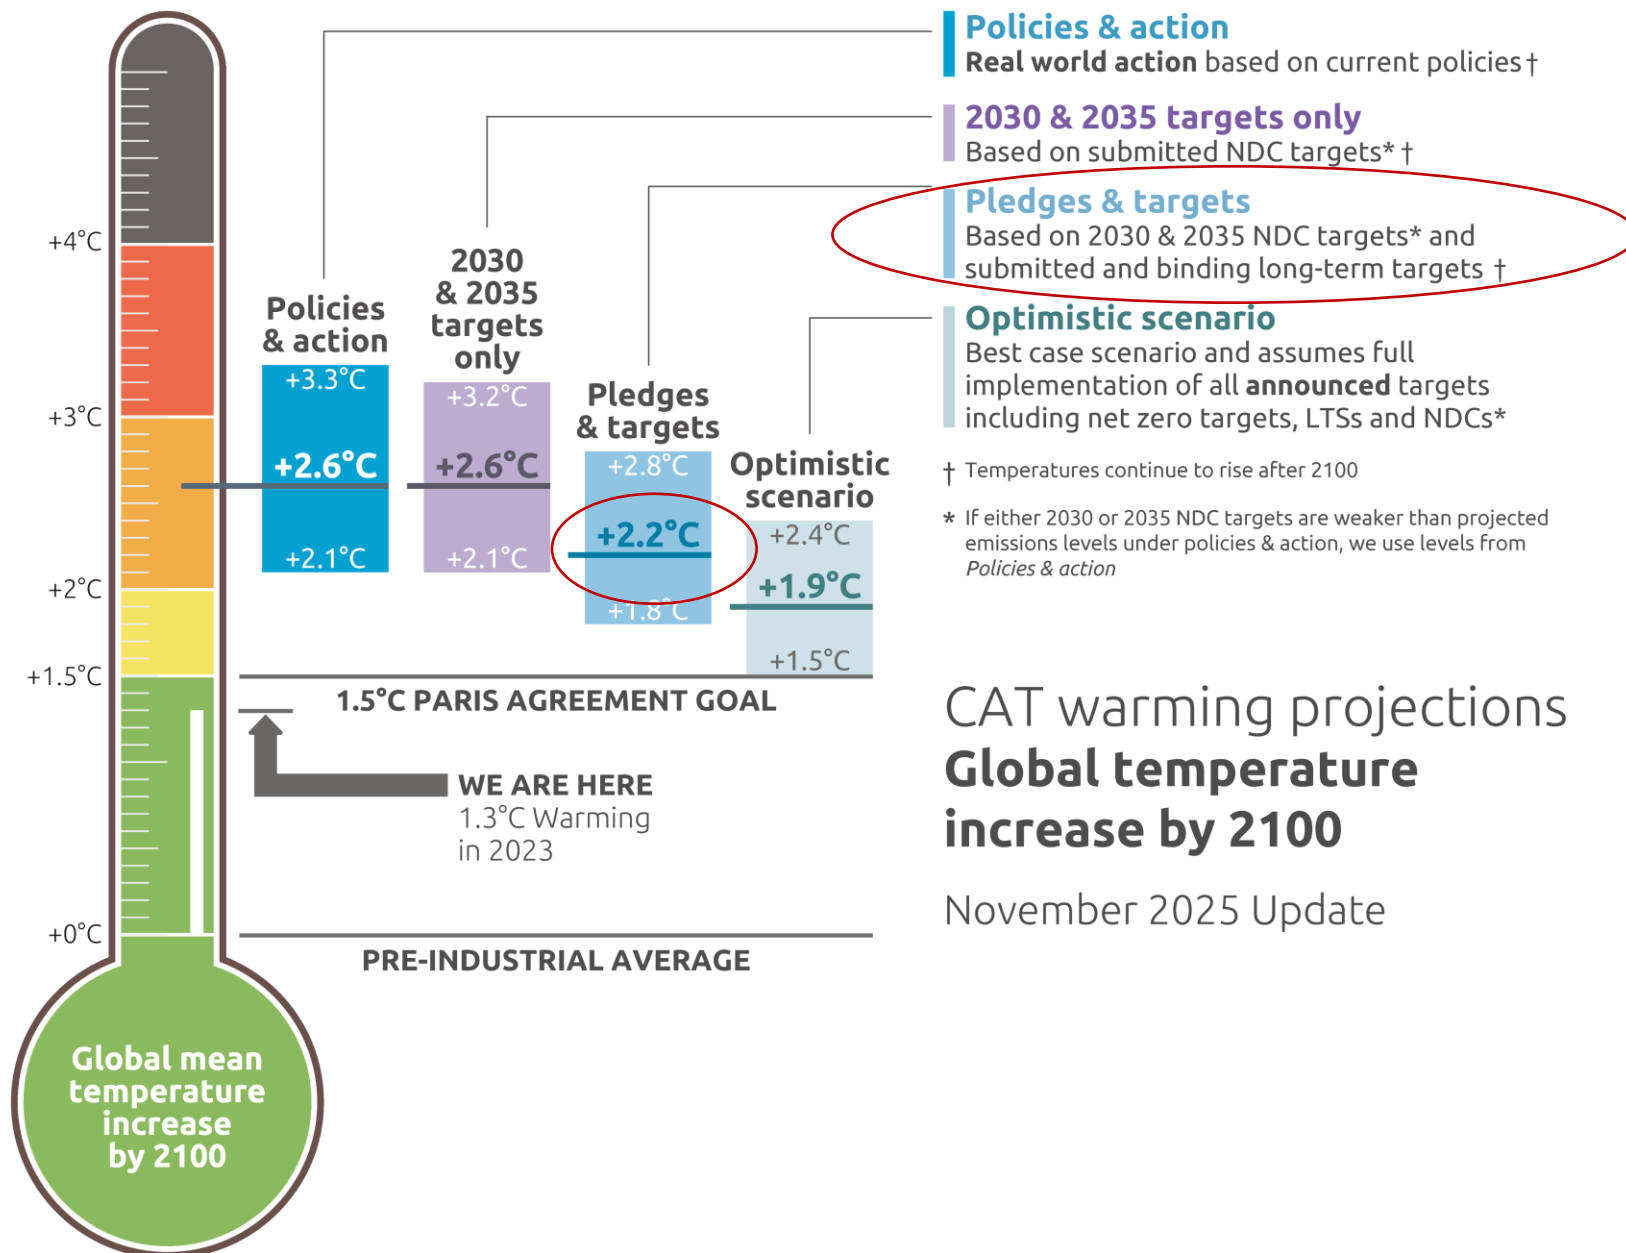 Policies & action
Real world action based on current policies †
2030 & 2035 targets only
Based on submitted NDC targets* †
Pledges & targets
Based on 2030 & 2035 NDC targets* and
submitted and binding long-term targets †
Optimistic scenario
Best case scenario and assumes full
implementation of all announced targets
including net zero targets, LTSs and NDCs*
† Temperatures continue to rise after 2100
* If either 2030 or 2035 NDC targets are weaker than projected
emissions levels under policies & action, we use levels from
Policies & action
+4°C
+3°C
+2°C
+1.5°C
+0°C
Policies
& action
+3.3°C
+2.6°C
+2.1°C
2030
& 2035
targets
only
+3.2°C
+2.6°C
+2.1°C
Pledges
& targets
+2.8°C
+2.2°C
+1.8°C
Optimistic
scenario
+2.4°C
+1.9°C
+1.5°C
1.5°C PARIS AGREEMENT GOAL
WE ARE HERE
1.3°C Warming
in 2023
PRE-INDUSTRIAL AVERAGE
Global mean
temperature
increase
by 2100
CAT warming projections
Global temperature
increase by 2100
November 2025 Update